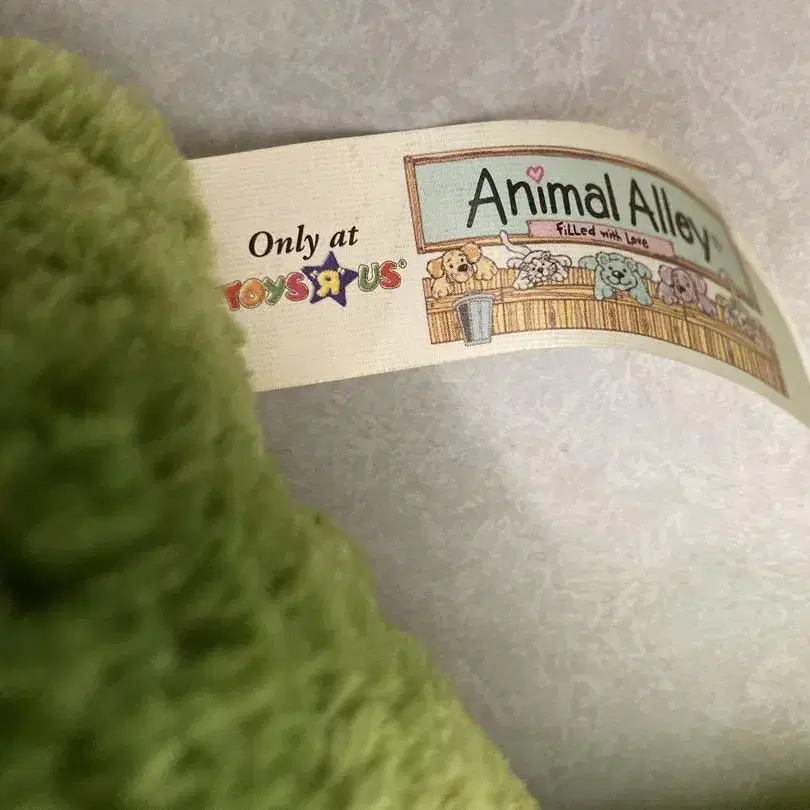 Only at
TOYS"R"US®
Animal Alley®
Filled with Love